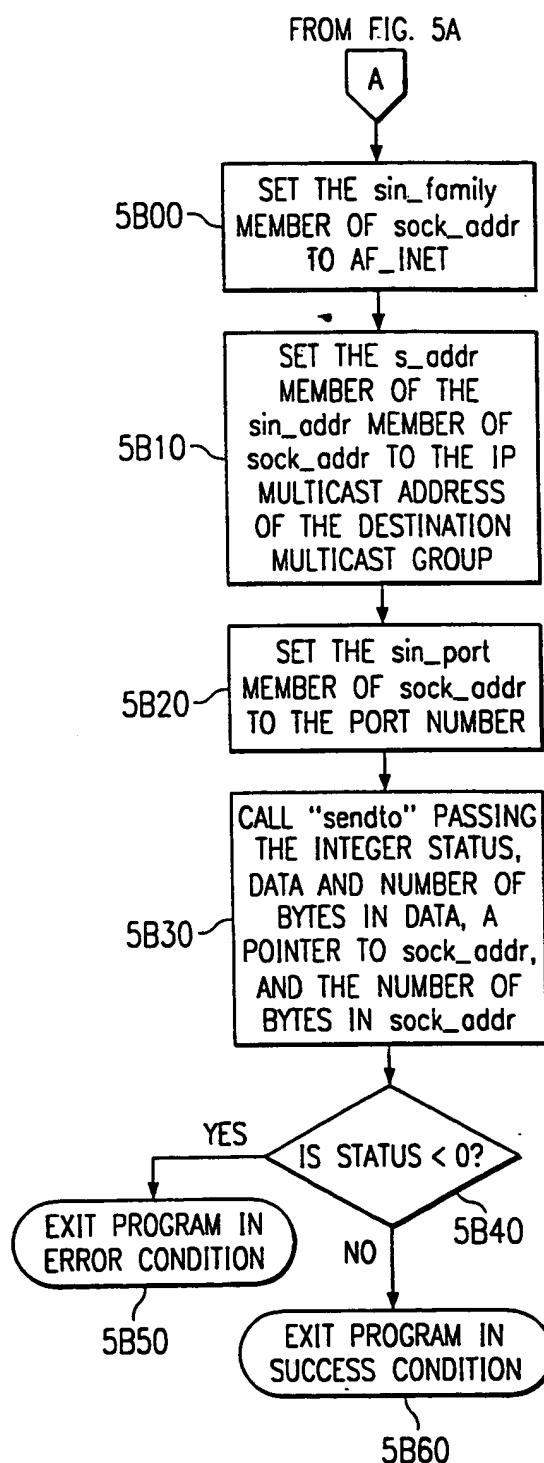 FROM FIG. 5A
A
5B00
SET THE sin_family
MEMBER OF sock_addr
TO AF_INET
5B10
SET THE s_addr
MEMBER OF THE
sin_addr MEMBER OF
sock_addr TO THE IP
MULTICAST ADDRESS
OF THE DESTINATION
MULTICAST GROUP
5B20
SET THE sin_port
MEMBER OF sock_addr
TO THE PORT NUMBER
5B30
CALL "sendto" PASSING
THE INTEGER STATUS,
DATA AND NUMBER OF
BYTES IN DATA, A
POINTER TO sock_addr,
AND THE NUMBER OF
BYTES IN sock_addr
YES
IS STATUS < 0?
5B40
NO
EXIT PROGRAM IN
ERROR CONDITION
5B50
EXIT PROGRAM IN
SUCCESS CONDITION
5B60